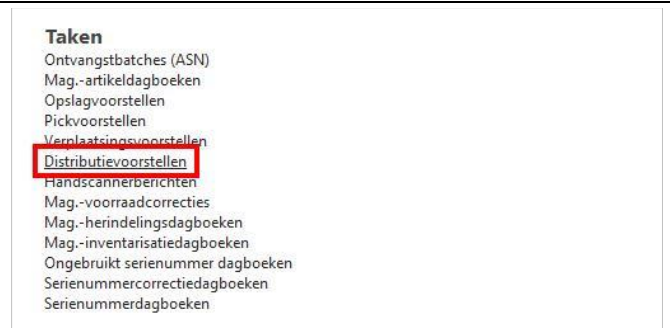 Taken
Ontvangstbatches (ASN)
Mag.-artikeldagboeken
Opslagvoorstellen
Pickvoorstellen
Verplaatsingsvoorstellen
Distributievoorstellen
Handscannerberichten
Mag.-voorraadcorrecties
Mag.-herindelingsdagboeken
Mag.-inventarisatiedagboeken
Ongebruikt serienummer dagboeken
Serienummercorrectiedagboeken
Serienummerdagboeken